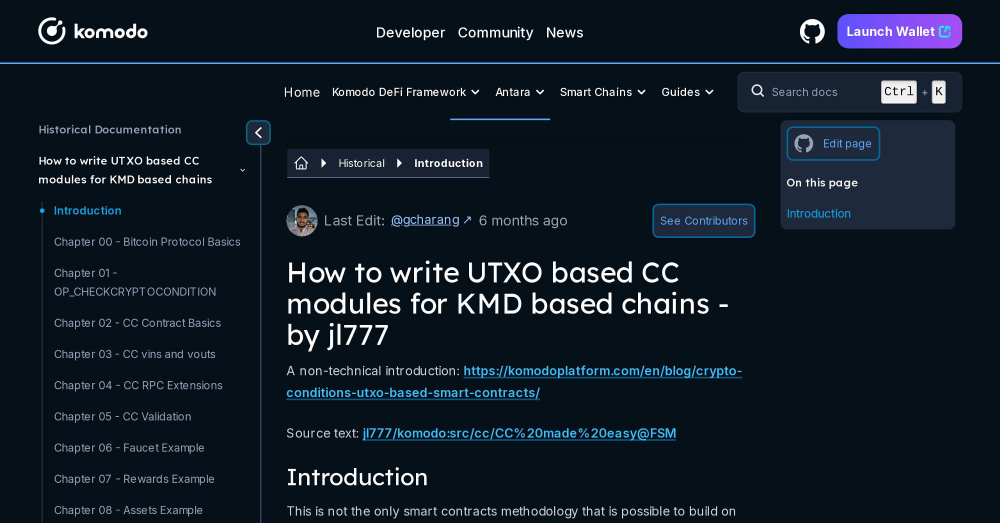 komodo
Developer Community News
Launch Wallet
Home Komodo DeFi Framework Antara Smart Chains Guides
Search docs Ctrl + K
Historical Documentation
How to write UTXO based CC
modules for KMD based chains
Introduction
Chapter 00 - Bitcoin Protocol Basics
Chapter 01 -
OP_CHECKCRYPTOCONDITION
Chapter 02 - CC Contract Basics
Chapter 03 - CC vins and vouts
Chapter 04 - CC RPC Extensions
Chapter 05 - CC Validation
Chapter 06 - Faucet Example
Chapter 07 - Rewards Example
Chapter 08 - Assets Example
Historical Introduction
Last Edit: @gcharang ↗ 6 months ago
See Contributors
How to write UTXO based CC
modules for KMD based chains -
by jl777
A non-technical introduction: https://komodoplatform.com/en/blog/crypto-
conditions-utxo-based-smart-contracts/
Source text: jl777/komodo:src/cc/CC%20made%20easy@FSM
Introduction
This is not the only smart contracts methodology that is possible to build on
Edit page
On this page
Introduction